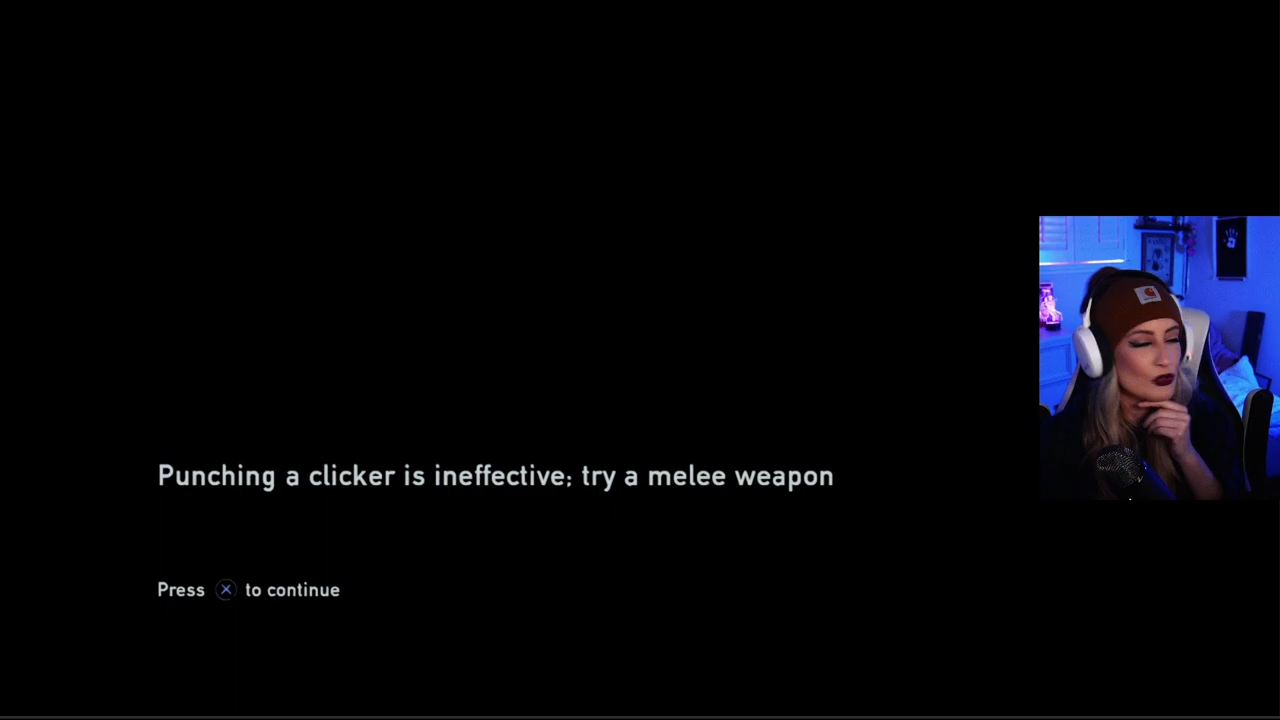 Punching a clicker is ineffective; try a melee weapon
Press ⓧ to continue